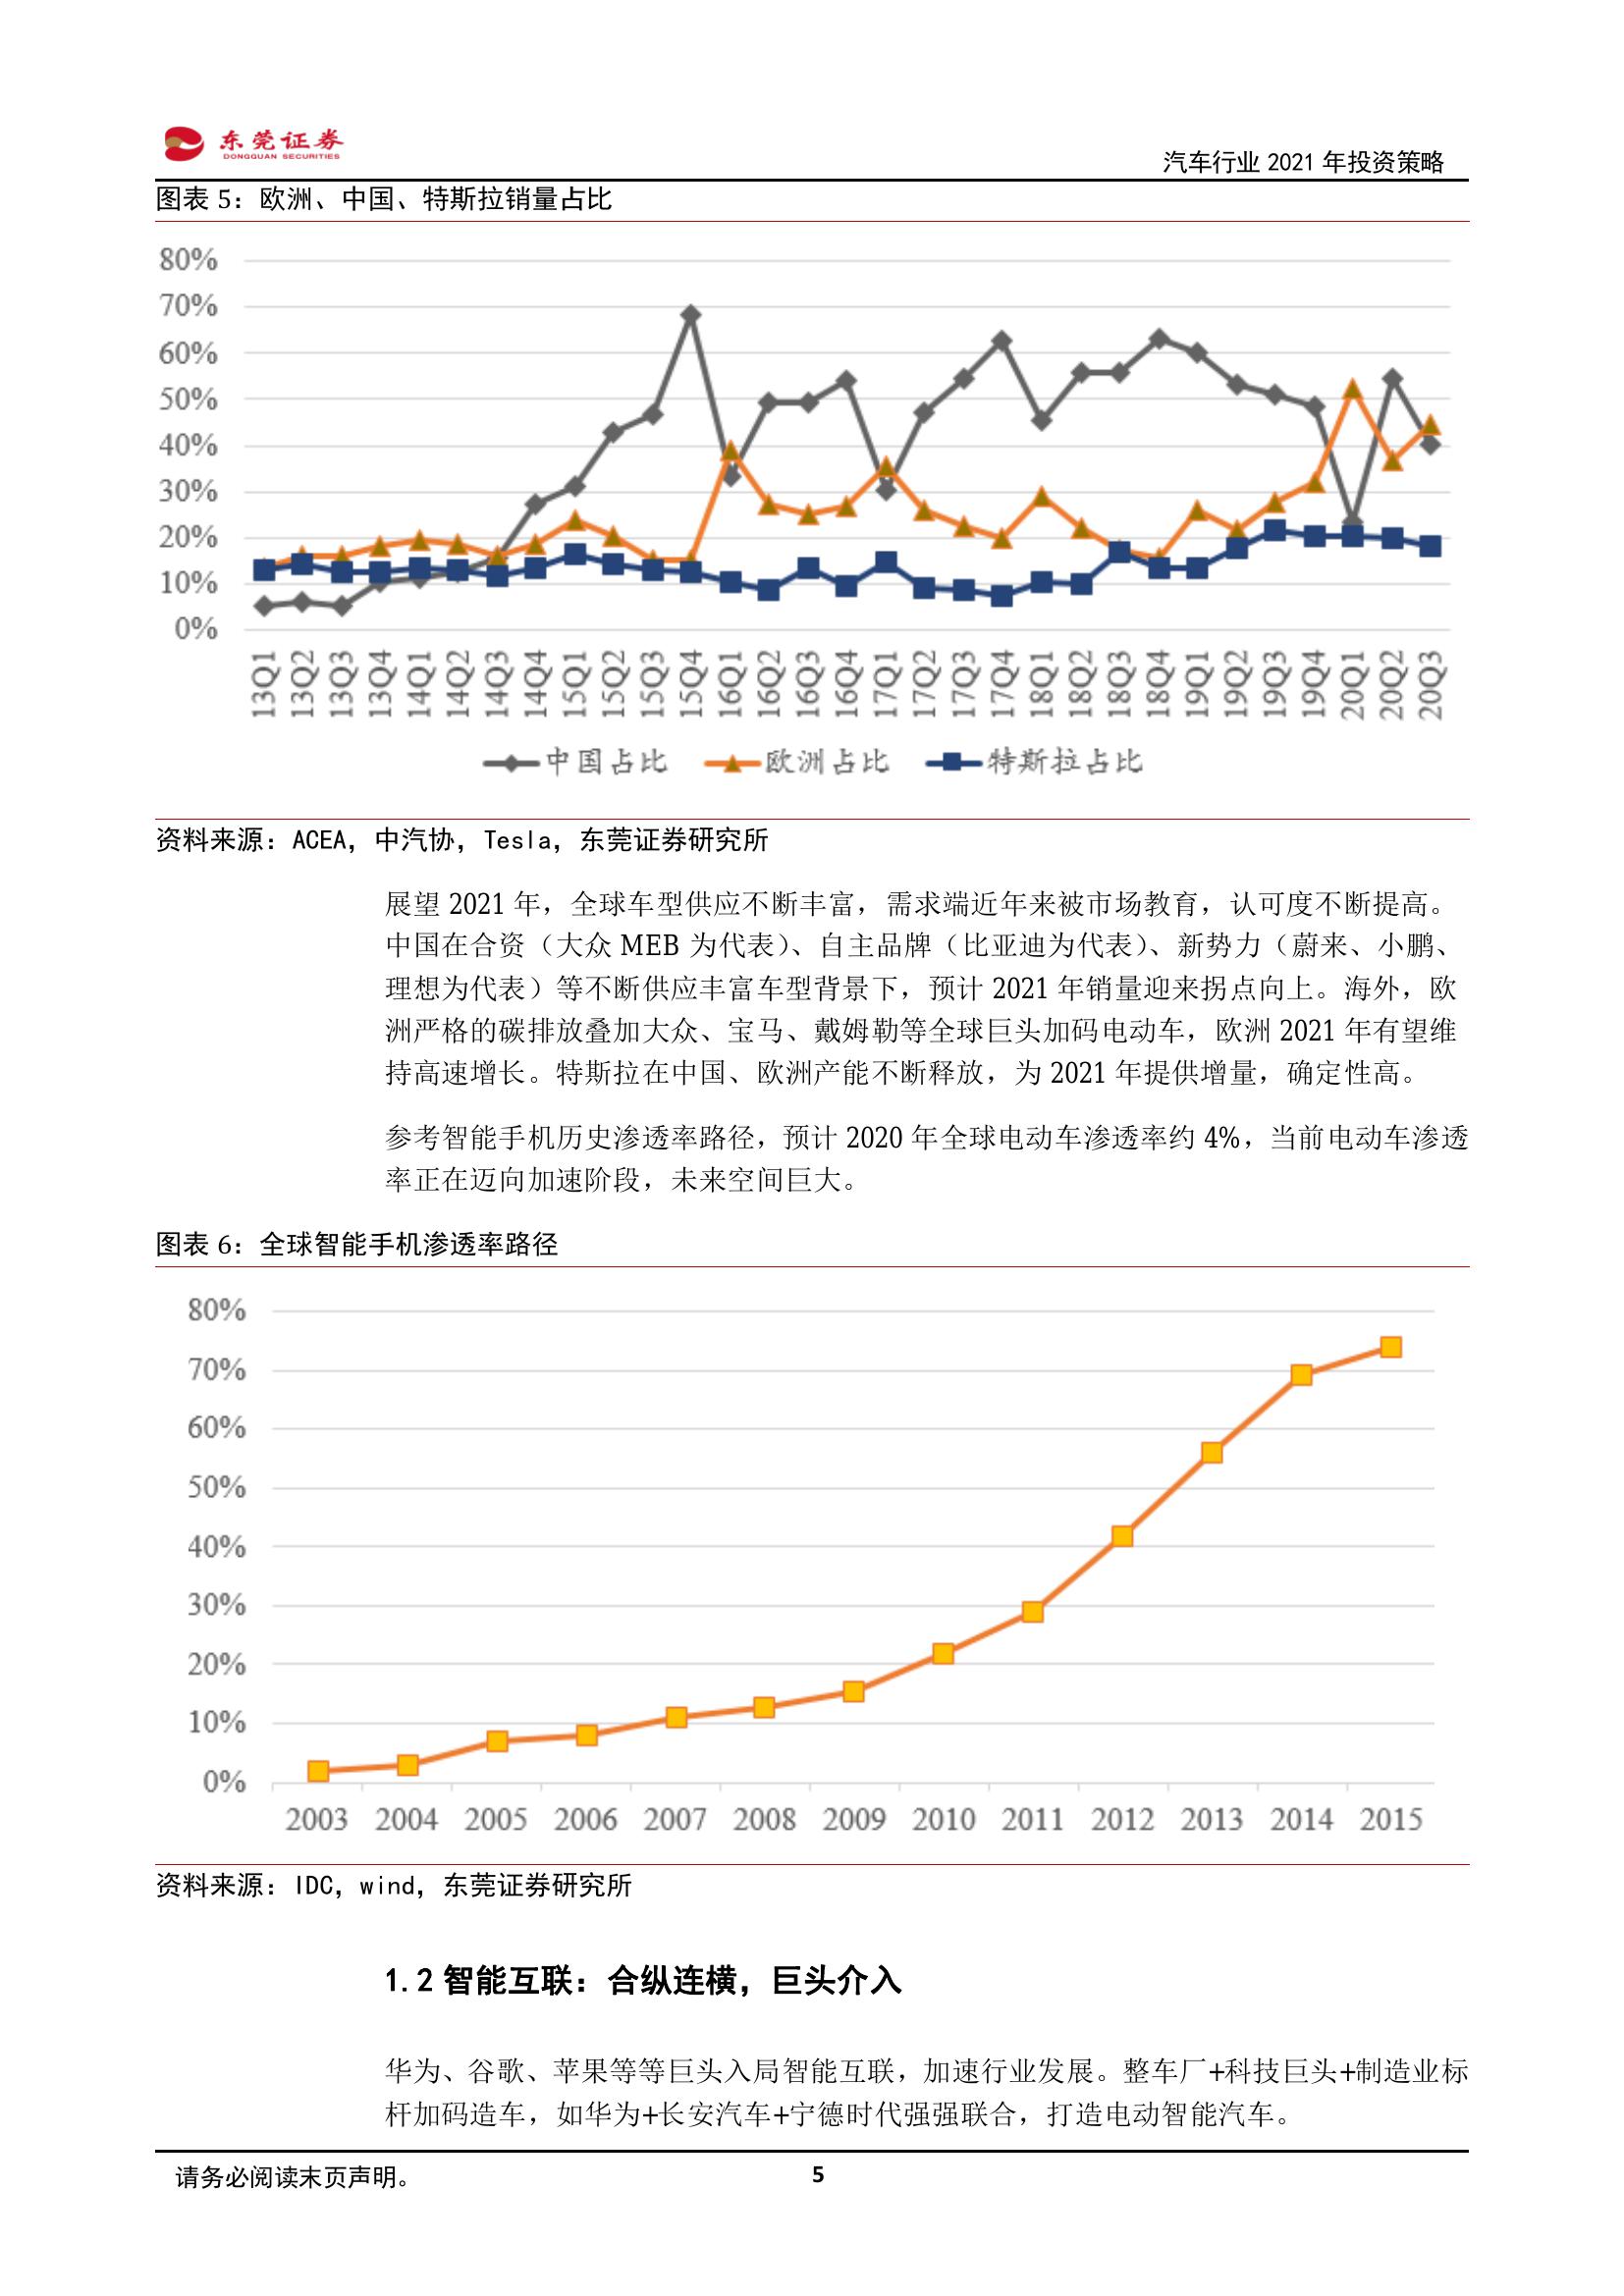 东莞证券
DONGGUAN SECURITIES
汽车行业 2021 年投资策略
图表 5：欧洲、中国、特斯拉销量占比
80%
70%
60%
50%
40%
30%
20%
10%
0%
13Q1 13Q2 13Q3 13Q4 14Q1 14Q2 14Q3 14Q4 15Q1 15Q2 15Q3 15Q4 16Q1 16Q2 16Q3 16Q4 17Q1 17Q2 17Q3 17Q4 18Q1 18Q2 18Q3 18Q4 19Q1 19Q2 19Q3 19Q4 20Q1 20Q2 20Q3
中国占比 欧洲占比 特斯拉占比
资料来源：ACEA，中汽协，Tesla，东莞证券研究所
展望 2021 年，全球车型供应不断丰富，需求端近年来被市场教育，认可度不断提高。
中国在合资（大众 MEB 为代表）、自主品牌（比亚迪为代表）、新势力（蔚来、小鹏、
理想为代表）等不断供应丰富车型背景下，预计 2021 年销量迎来拐点向上。海外，欧
洲严格的碳排放叠加大众、宝马、戴姆勒等全球巨头加码电动车，欧洲 2021 年有望维
持高速增长。特斯拉在中国、欧洲产能不断释放，为 2021 年提供增量，确定性高。
参考智能手机历史渗透率路径，预计 2020 年全球电动车渗透率约 4%，当前电动车渗透
率正在迈向加速阶段，未来空间巨大。
图表 6：全球智能手机渗透率路径
80%
70%
60%
50%
40%
30%
20%
10%
0%
2003 2004 2005 2006 2007 2008 2009 2010 2011 2012 2013 2014 2015
资料来源：IDC，wind，东莞证券研究所
1.2 智能互联：合纵连横，巨头介入
华为、谷歌、苹果等等巨头入局智能互联，加速行业发展。整车厂+科技巨头+制造业标
杆加码造车，如华为+长安汽车+宁德时代强强联合，打造电动智能汽车。
请务必阅读末页声明。
5